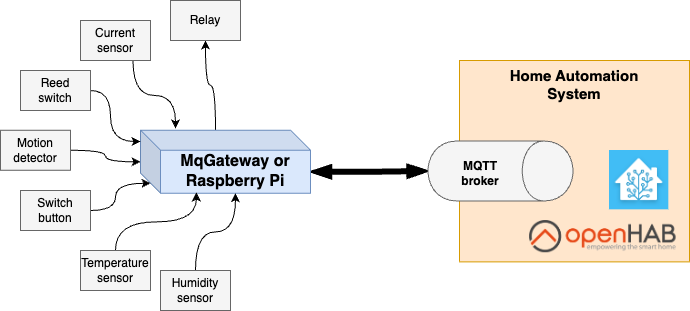 Relay
Current
sensor
Reed
switch
Motion
detector
Switch
button
Temperature
sensor
Humidity
sensor
MqGateway or
Raspberry Pi
Home Automation
System
MQTT
broker
openHAB
empowering the smart home